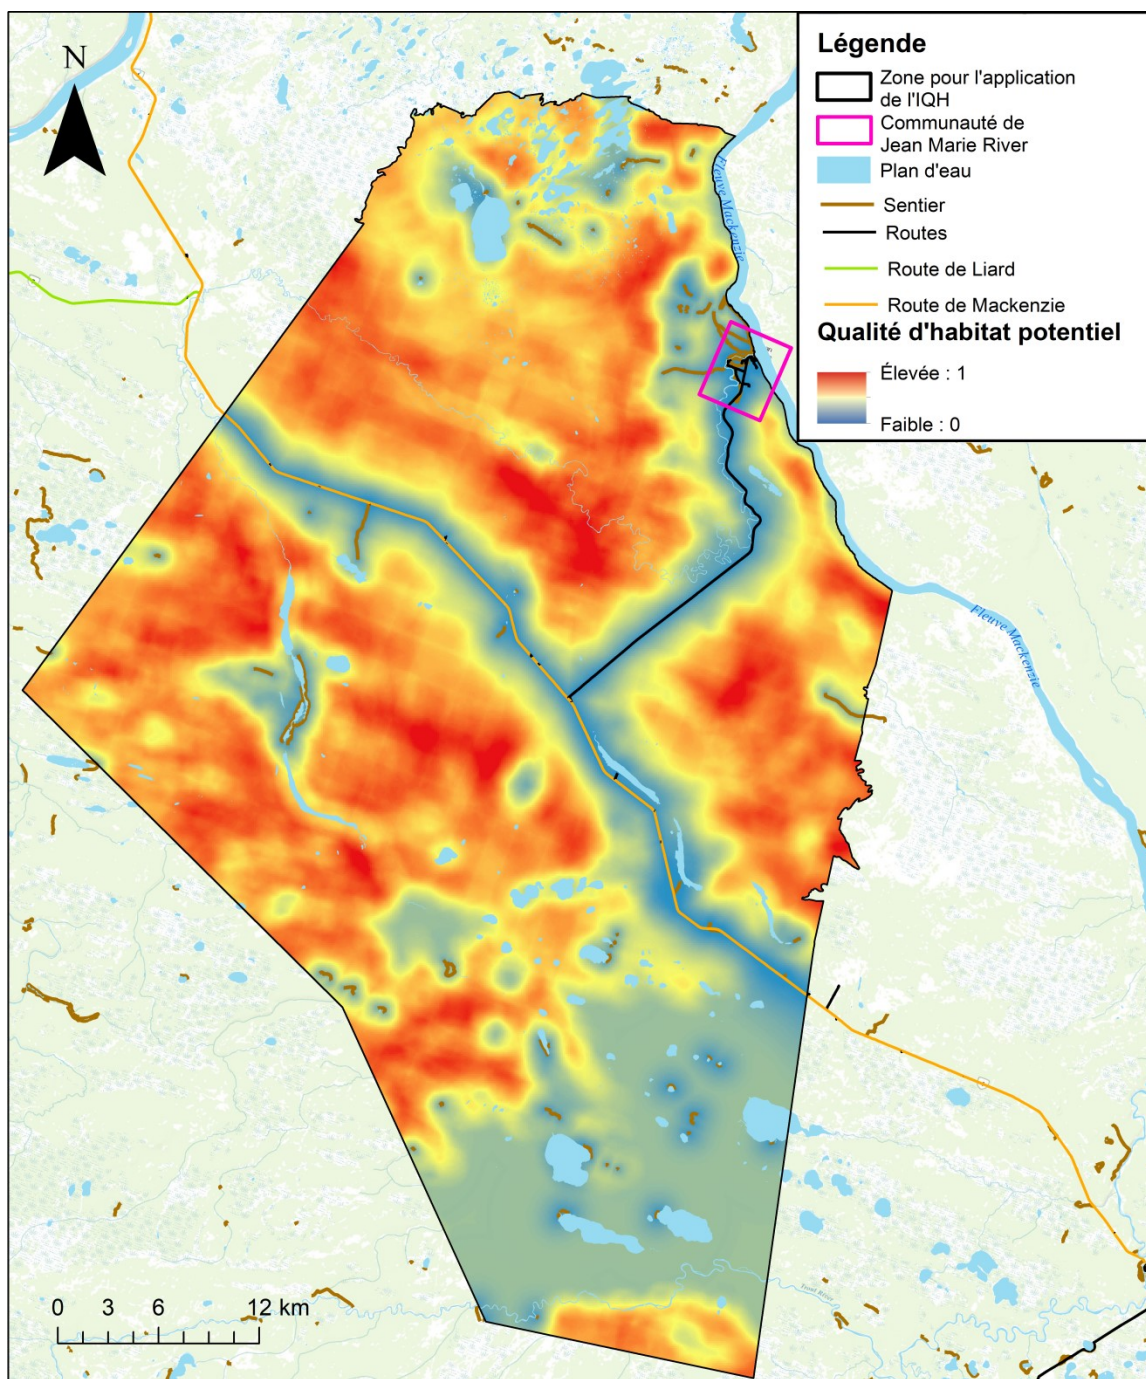 N
Légende
Zone pour l'application
de l'IQH
Communauté de
Jean Marie River
Plan d'eau
Sentier
Routes
Route de Liard
Route de Mackenzie
Qualité d'habitat potentiel
Élevée : 1
Faible : 0
Fleuve Mackenzie
Fleuve Mackenzie
0 3 6 12 km